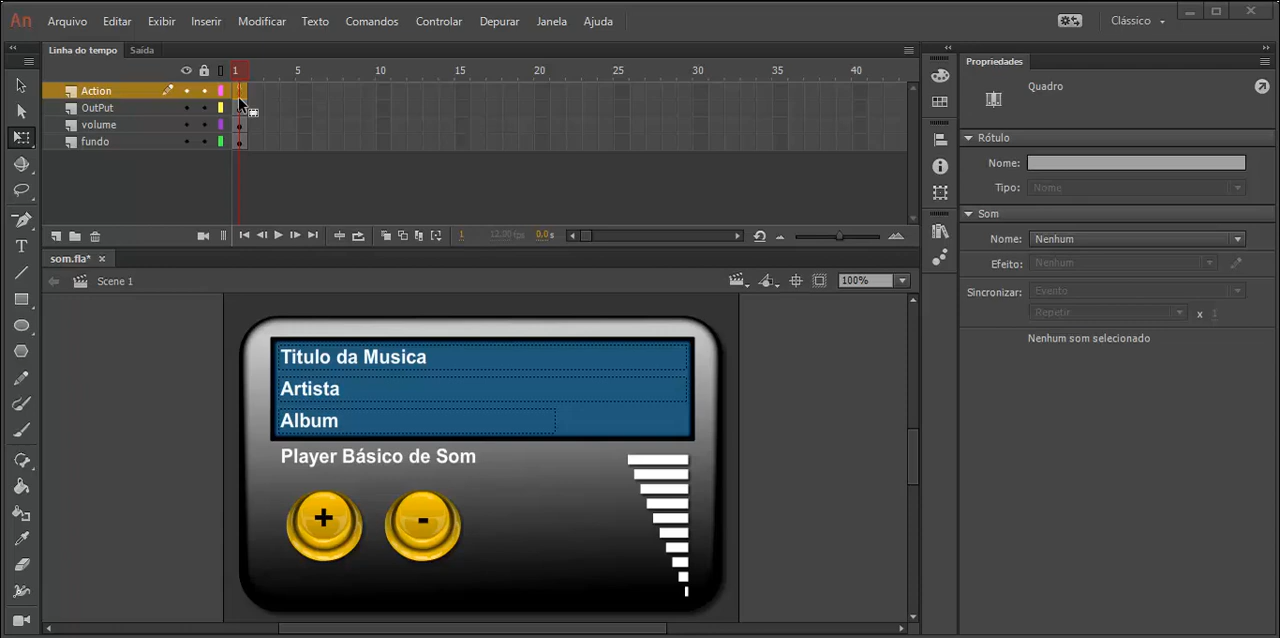 An Arquivo Editar Exibir Inserir Modificar Texto Comandos Controlar Depurar Janela Ajuda Clássico
Linha do tempo Saída
1 5 10 15 20 25 30 35 40
Action
OutPut
volume
fundo
1 12,00 fps 0,0 s
som.fla* ×
Scene 1 100%
Titulo da Musica
Artista
Album
Player Básico de Som
+ -
Propriedades
Quadro
Rótulo
Nome:
Tipo: Nome
Som
Nome: Nenhum
Efeito: Nenhum
Sincronizar: Evento
Repetir x 1
Nenhum som selecionado